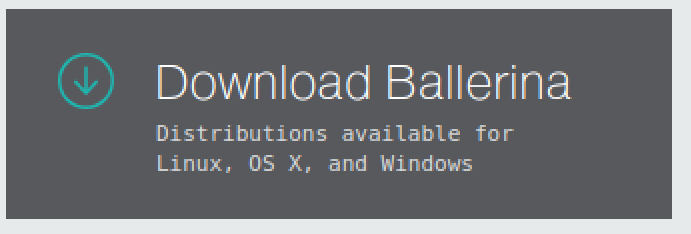 Download Ballerina
Distributions available for
Linux, OS X, and Windows